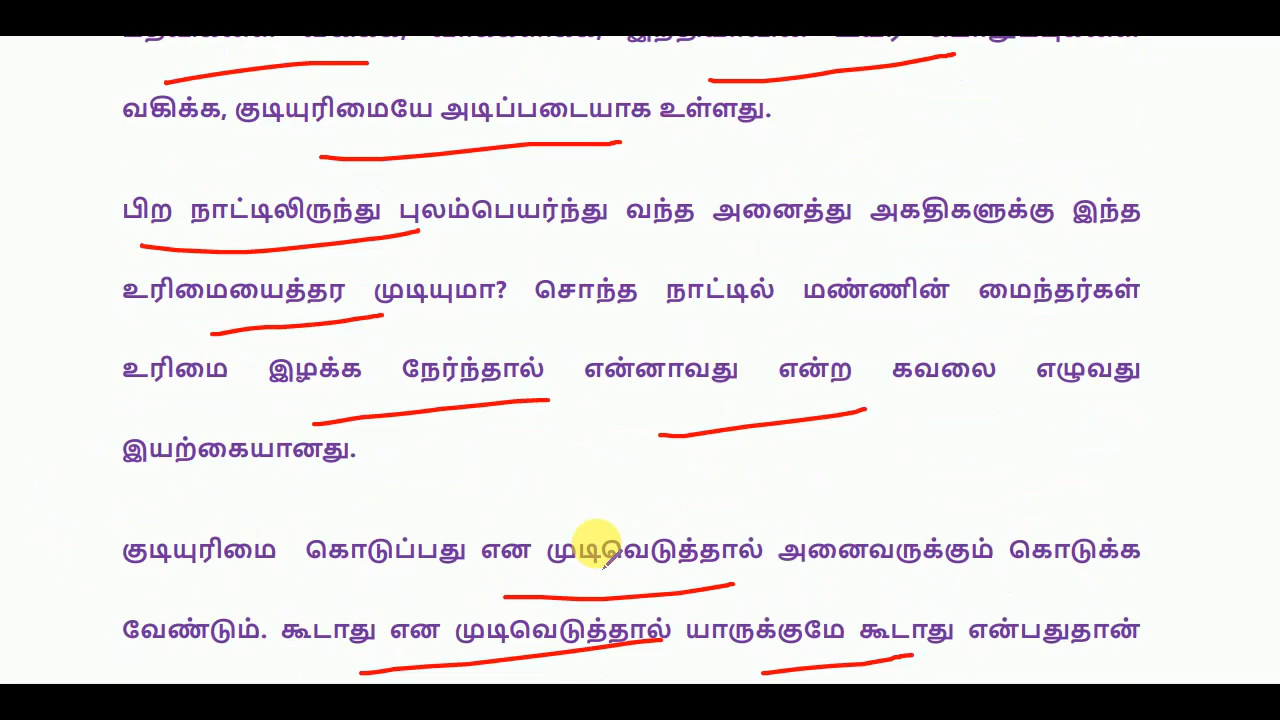 வகிக்க, குடியுரிமையே அடிப்படையாக உள்ளது.
பிற நாட்டிலிருந்து புலம்பெயர்ந்து வந்த அனைத்து அகதிகளுக்கு இந்த
உரிமையைத்தர முடியுமா? சொந்த நாட்டில் மண்ணின் மைந்தர்கள்
உரிமை இழக்க நேர்ந்தால் என்னாவது என்ற கவலை எழுவது
இயற்கையானது.
குடியுரிமை கொடுப்பது என முடிவெடுத்தால் அனைவருக்கும் கொடுக்க
வேண்டும். கூடாது என முடிவெடுத்தால் யாருக்குமே கூடாது என்பதுதான்